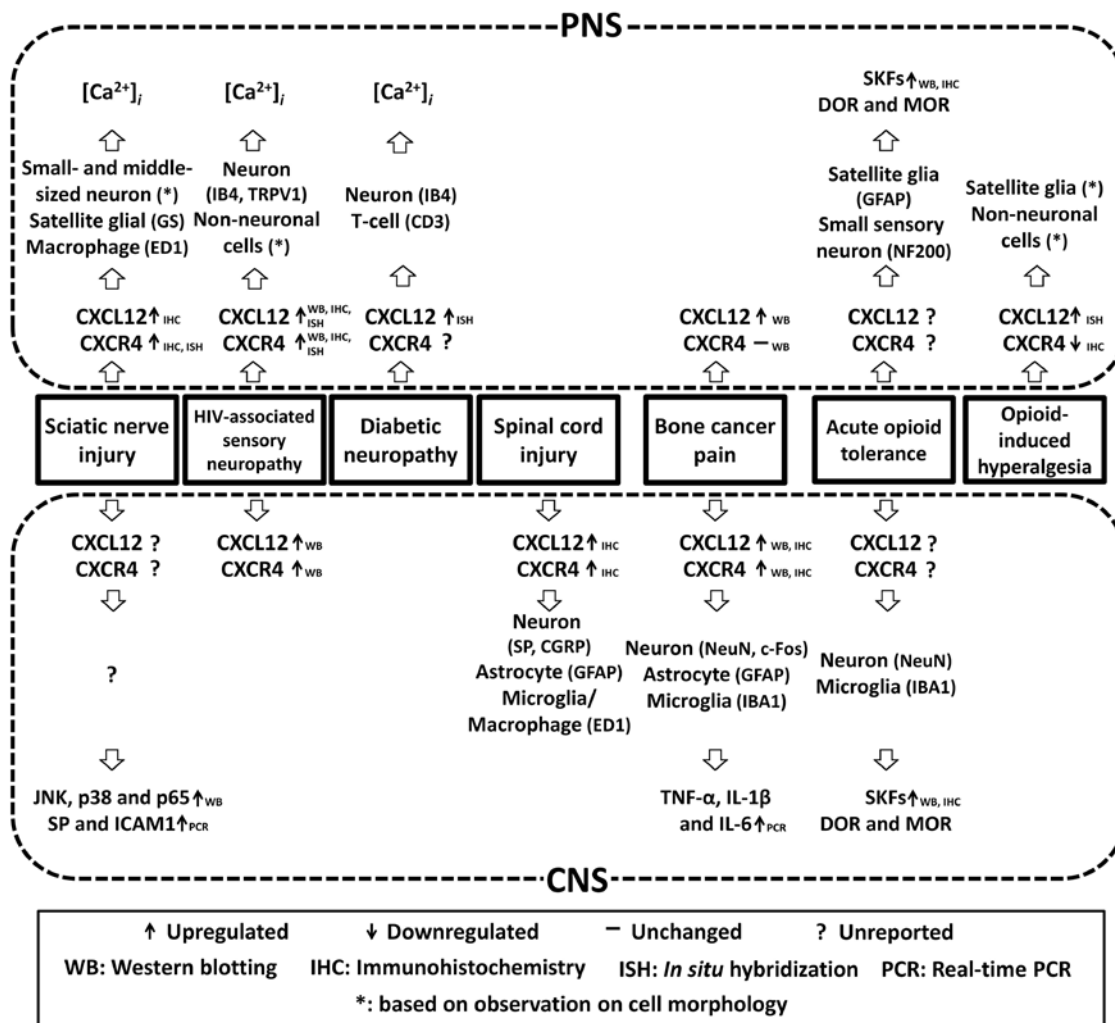 PNS
[Ca²⁺]ᵢ
[Ca²⁺]ᵢ
[Ca²⁺]ᵢ
SKFs↑WB, IHC
DOR and MOR
Small- and middle-
sized neuron (*)
Satellite glial (GS)
Macrophage (ED1)
Neuron
(IB4, TRPV1)
Non-neuronal
cells (*)
Neuron (IB4)
T-cell (CD3)
Satellite glia
(GFAP)
Small sensory
neuron (NF200)
Satellite glia (*)
Non-neuronal
cells (*)
CXCL12↑IHC
CXCR4↑IHC, ISH
CXCL12↑WB, IHC,
ISH
CXCR4↑WB, IHC,
ISH
CXCL12↑ISH
CXCR4 ?
CXCL12↑WB
CXCR4 − WB
CXCL12 ?
CXCR4 ?
CXCL12↑ISH
CXCR4↓IHC
Sciatic nerve
injury
HIV-associated
sensory
neuropathy
Diabetic
neuropathy
Spinal cord
injury
Bone cancer
pain
Acute opioid
tolerance
Opioid-
induced
hyperalgesia
CXCL12 ?
CXCR4 ?
CXCL12↑WB
CXCR4↑WB
CXCL12↑IHC
CXCR4↑IHC
CXCL12↑WB, IHC
CXCR4↑WB, IHC
CXCL12 ?
CXCR4 ?
?
Neuron
(SP, CGRP)
Astrocyte (GFAP)
Microglia/
Macrophage (ED1)
Neuron (NeuN, c-Fos)
Astrocyte (GFAP)
Microglia (IBA1)
Neuron (NeuN)
Microglia (IBA1)
JNK, p38 and p65↑WB
SP and ICAM1↑PCR
TNF-α, IL-1β
and IL-6↑PCR
SKFs↑WB, IHC
DOR and MOR
CNS
↑ Upregulated ↓ Downregulated − Unchanged ? Unreported
WB: Western blotting IHC: Immunohistochemistry ISH: In situ hybridization PCR: Real-time PCR
*: based on observation on cell morphology